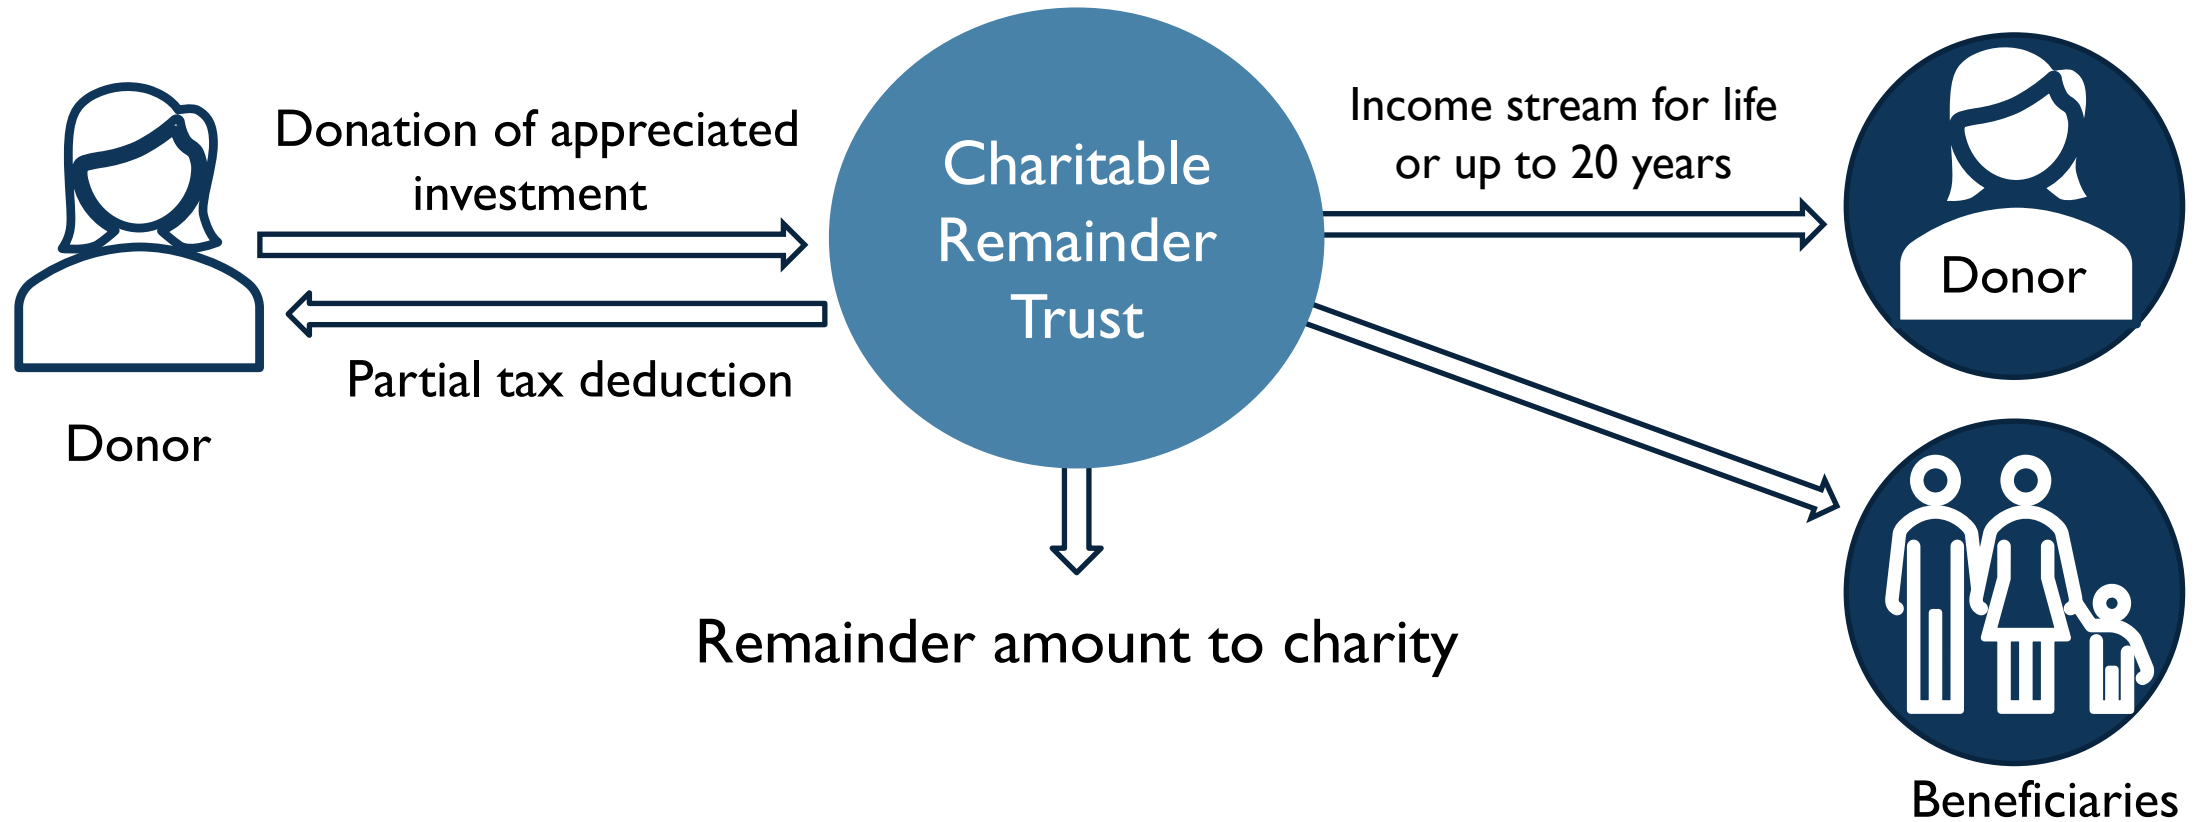 Donation of appreciated
investment
Partial tax deduction
Donor
Charitable
Remainder
Trust
Income stream for life
or up to 20 years
Donor
Remainder amount to charity
Beneficiaries